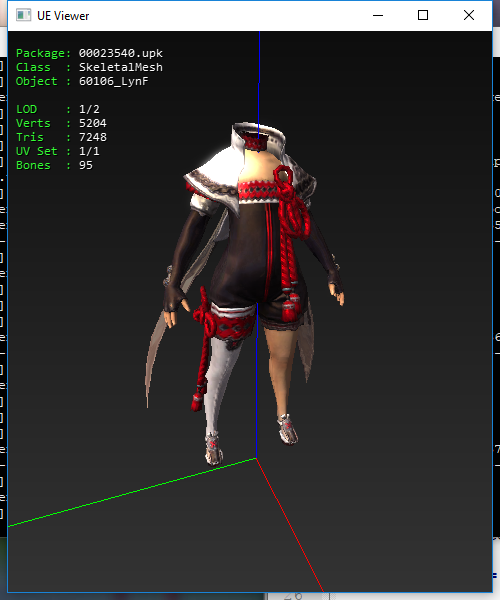 UE Viewer
Package: 00023540.upk
Class : SkeletalMesh
Object : 60106_LynF
LOD : 1/2
Verts : 5204
Tris : 7248
UV Set : 1/1
Bones : 95